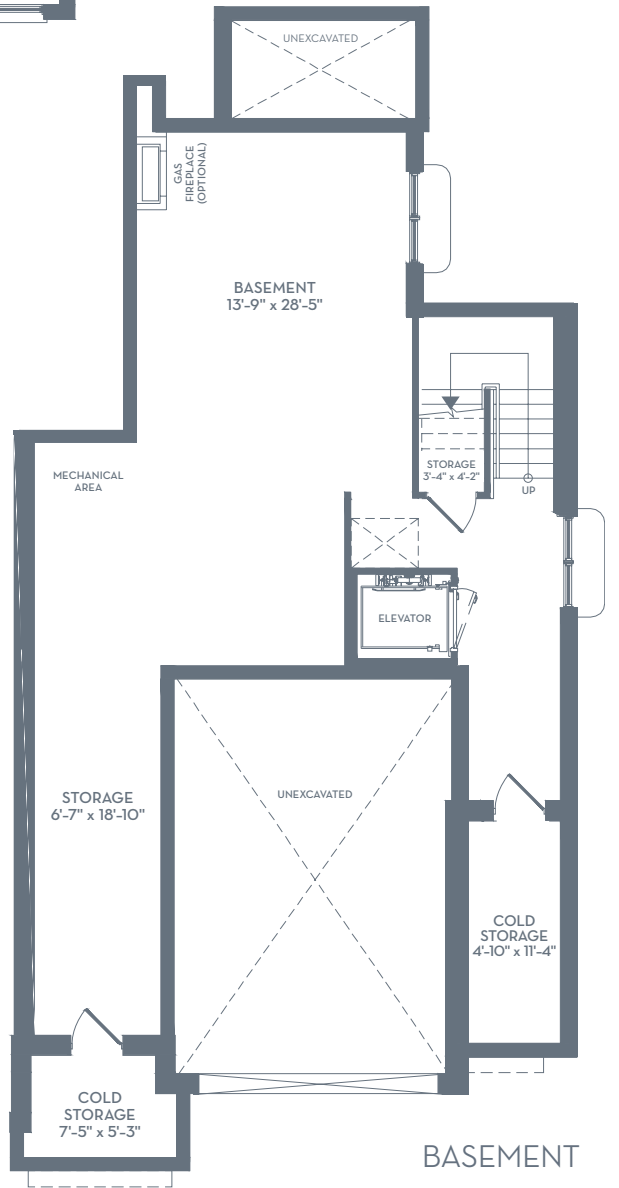 UNEXCAVATED
GAS
FIREPLACE
(OPTIONAL)
BASEMENT
13'-9" x 28'-5"
MECHANICAL
AREA
STORAGE
3'-4" x 4'-2"
UP
ELEVATOR
UNEXCAVATED
STORAGE
6'-7" x 18'-10"
COLD
STORAGE
4'-10" x 11'-4"
COLD
STORAGE
7'-5" x 5'-3"
BASEMENT